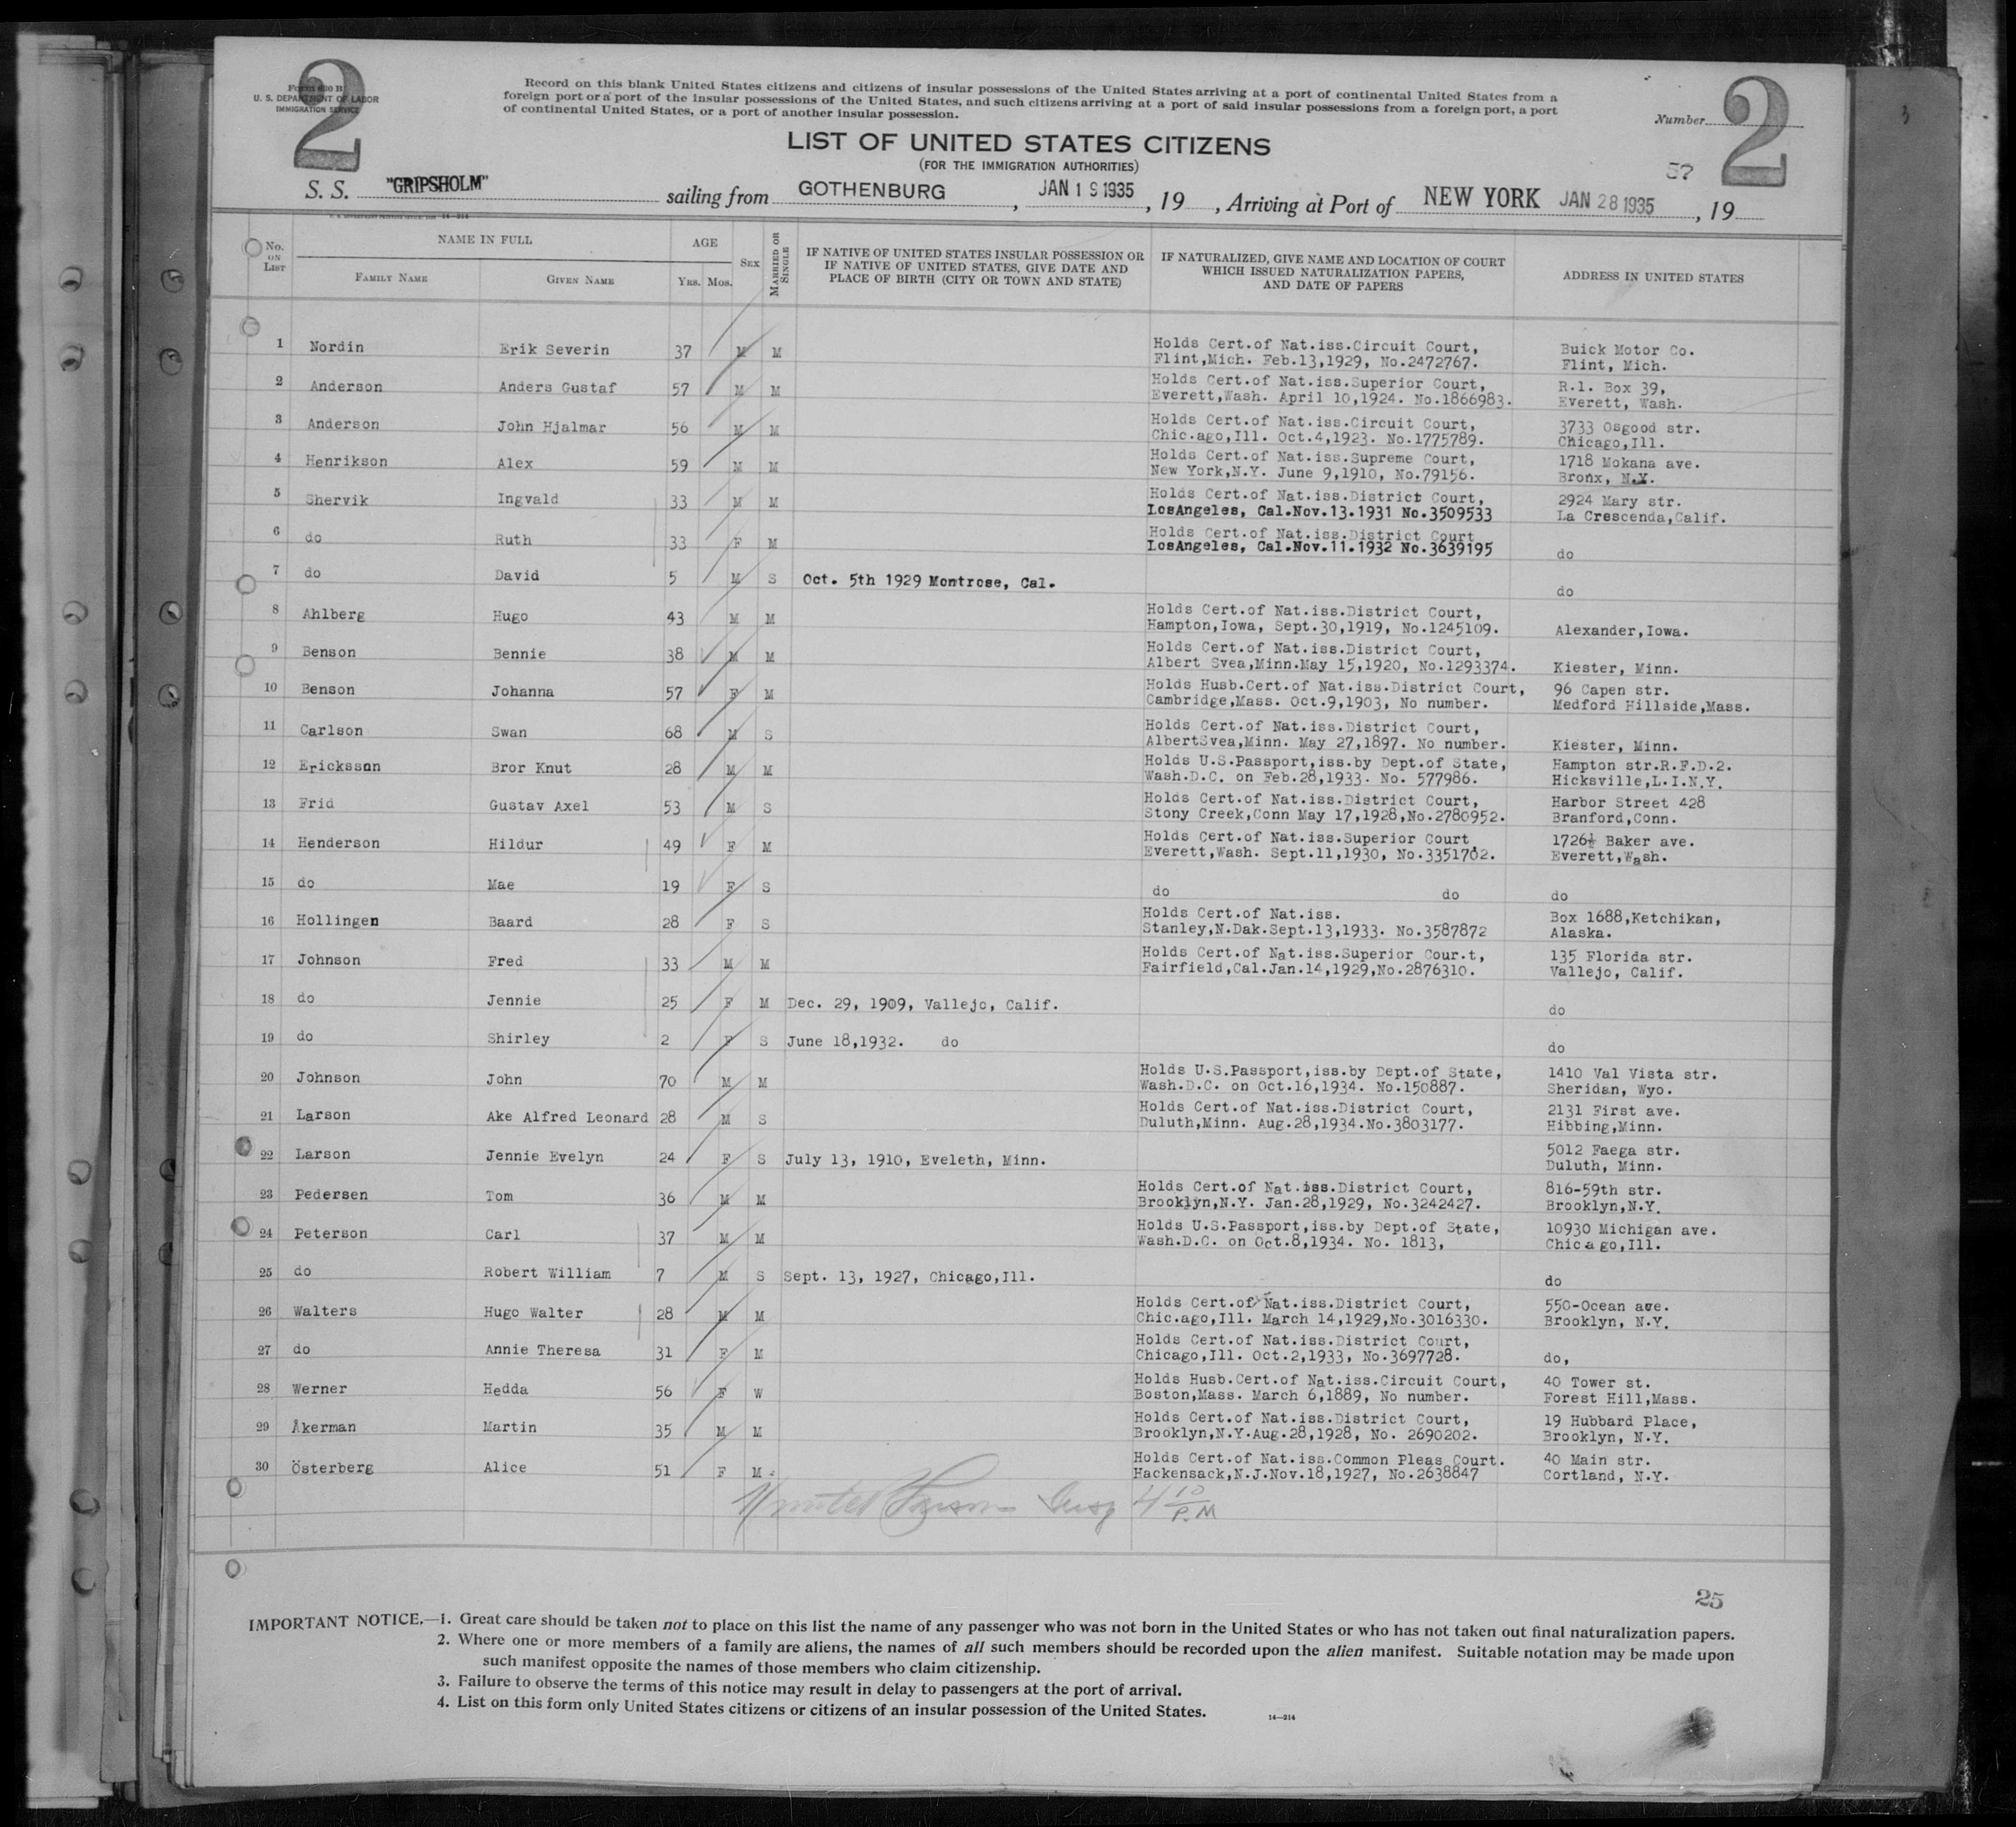 2
Form 630 B
U. S. DEPARTMENT OF LABOR
IMMIGRATION SERVICE
Record on this blank United States citizens and citizens of insular possessions of the United States arriving at a port of continental United States from a
foreign port or a port of the insular possessions of the United States, and such citizens arriving at a port of said insular possessions from a foreign port, a port
of continental United States, or a port of another insular possession.
Number
2
LIST OF UNITED STATES CITIZENS
(FOR THE IMMIGRATION AUTHORITIES)
57
S. S. "GRIPSHOLM" sailing from GOTHENBURG, JAN 19 1935, 19 , Arriving at Port of NEW YORK JAN 28 1935, 19
No. ON LIST NAME IN FULL FAMILY NAME GIVEN NAME AGE YRS. MOS. SEX MARRIED OR SINGLE IF NATIVE OF UNITED STATES INSULAR POSSESSION OR IF NATIVE OF UNITED STATES, GIVE DATE AND PLACE OF BIRTH (CITY OR TOWN AND STATE) IF NATURALIZED, GIVE NAME AND LOCATION OF COURT WHICH ISSUED NATURALIZATION PAPERS, AND DATE OF PAPERS ADDRESS IN UNITED STATES
1 Nordin Erik Severin 37 M M Holds Cert.of Nat.iss.Circuit Court, Buick Motor Co.
Flint,Mich. Feb.13,1929, No.2472767. Flint, Mich.
2 Anderson Anders Gustaf 57 M M Holds Cert.of Nat.iss.Superior Court, R.1. Box 39,
Everett,Wash. April 10,1924. No.1866983. Everett, Wash.
3 Anderson John Hjalmar 56 M M Holds Cert.of Nat.iss.Circuit Court, 3733 Osgood str.
Chic.ago,Ill. Oct.4,1923. No.1775789. Chicago,Ill.
4 Henrikson Alex 59 M M Holds Cert.of Nat.iss.Supreme Court, 1718 Mokana ave.
New York,N.Y. June 9,1910, No.79156. Bronx, N.Y.
5 Shervik Ingvald 33 M M Holds Cert.of Nat.iss.District Court, 2924 Mary str.
LosAngeles, Cal.Nov.13.1931 No.3509533 La Crescenda,Calif.
6 do Ruth 33 F M Holds Cert.of Nat.iss.District Court
LosAngeles, Cal.Nov.11.1932 No.3639195 do
7 do David 5 M S Oct. 5th 1929 Montrose, Cal. do
8 Ahlberg Hugo 43 M M Holds Cert.of Nat.iss.District Court,
Hampton,Iowa, Sept.30,1919, No.1245109. Alexander,Iowa.
9 Benson Bennie 38 M M Holds Cert.of Nat.iss.District Court,
Albert Svea,Minn.May 15,1920, No.1293374. Kiester, Minn.
10 Benson Johanna 57 F M Holds Husb.Cert.of Nat.iss.District Court, 96 Capen str.
Cambridge,Mass. Oct.9,1903, No number. Medford Hillside,Mass.
11 Carlson Swan 68 M S Holds Cert.of Nat.iss.District Court,
AlbertSvea,Minn. May 27,1897. No number. Kiester, Minn.
12 Ericksson Bror Knut 28 M M Holds U.S.Passport,iss.by Dept.of State, Hampton str.R.F.D.2.
Wash.D.C. on Feb.28,1933. No. 577986. Hicksville,L.I.N.Y.
13 Frid Gustav Axel 53 M S Holds Cert.of Nat.iss.District Court, Harbor Street 428
Stony Creek,Conn May 17,1928,No.2780952. Branford,Conn.
14 Henderson Hildur 49 F M Holds Cert.of Nat.iss.Superior Court, 1726½ Baker ave.
Everett,Wash. Sept.11,1930, No.3351702. Everett,Wash.
15 do Mae 19 F S do do do
16 Hollingen Baard 28 F S Holds Cert.of Nat.iss. Box 1688,Ketchikan,
Stanley,N.Dak.Sept.13,1933. No.3587872 Alaska.
17 Johnson Fred 33 M M Holds Cert.of Nat.iss.Superior Cour.t, 135 Florida str.
Fairfield,Cal.Jan.14,1929,No.2876310. Vallejo, Calif.
18 do Jennie 25 F M Dec. 29, 1909, Vallejo, Calif. do
19 do Shirley 2 F S June 18,1932. do do
20 Johnson John 70 M M Holds U.S.Passport,iss.by Dept.of State, 1410 Val Vista str.
Wash.D.C. on Oct.16,1934. No.150887. Sheridan, Wyo.
21 Larson Ake Alfred Leonard 28 M S Holds Cert.of Nat.iss.District Court, 2131 First ave.
Duluth,Minn. Aug.28,1934.No.3803177. Hibbing,Minn.
22 Larson Jennie Evelyn 24 F S July 13, 1910, Eveleth, Minn. 5012 Faega str.
Duluth, Minn.
23 Pedersen Tom 36 M M Holds Cert.of Nat.iss.District Court, 816-59th str.
Brooklyn,N.Y. Jan.28,1929, No.3242427. Brooklyn,N.Y.
24 Peterson Carl 37 M M Holds U.S.Passport,iss.by Dept.of State, 10930 Michigan ave.
Wash.D.C. on Oct.8,1934. No. 1813, Chicago,Ill.
25 do Robert William 7 M S Sept. 13, 1927, Chicago,Ill. do
26 Walters Hugo Walter 28 M M Holds Cert.of Nat.iss.District Court, 550-Ocean ave.
Chic.ago,Ill. March 14,1929,No.3016330. Brooklyn, N.Y.
27 do Annie Theresa 31 F M Holds Cert.of Nat.iss.District Court,
Chicago,Ill. Oct.2,1933, No.3697728. do,
28 Werner Hedda 56 F W Holds Husb.Cert.of Nat.iss.Circuit Court, 40 Tower st.
Boston,Mass. March 6,1889, No number. Forest Hill,Mass.
29 Åkerman Martin 35 M M Holds Cert.of Nat.iss.District Court, 19 Hubbard Place,
Brooklyn,N.Y.Aug.28,1928, No. 2690202. Brooklyn, N.Y.
30 Österberg Alice 51 F M Holds Cert.of Nat.iss.Common Pleas Court. 40 Main str.
Hackensack,N.J.Nov.18,1927, No.2638847 Cortland, N.Y.
Insp 4 10 P.M
25
IMPORTANT NOTICE.—1. Great care should be taken not to place on this list the name of any passenger who was not born in the United States or who has not taken out final naturalization papers.
2. Where one or more members of a family are aliens, the names of all such members should be recorded upon the alien manifest. Suitable notation may be made upon
such manifest opposite the names of those members who claim citizenship.
3. Failure to observe the terms of this notice may result in delay to passengers at the port of arrival.
4. List on this form only United States citizens or citizens of an insular possession of the United States.
14—214